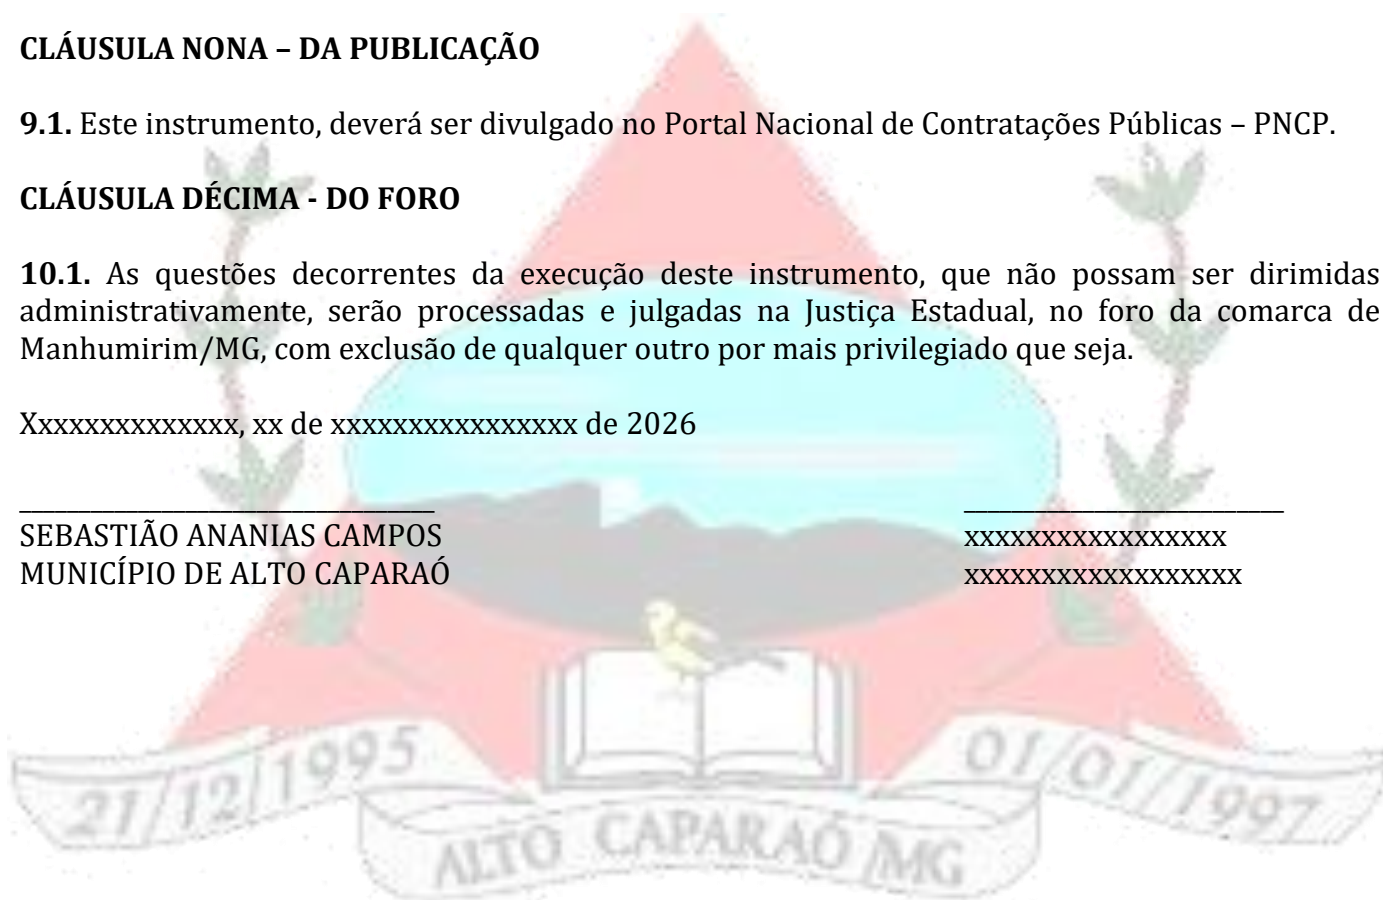 CLÁUSULA NONA – DA PUBLICAÇÃO
9.1. Este instrumento, deverá ser divulgado no Portal Nacional de Contratações Públicas – PNCP.
CLÁUSULA DÉCIMA - DO FORO
10.1. As questões decorrentes da execução deste instrumento, que não possam ser dirimidas
administrativamente, serão processadas e julgadas na Justiça Estadual, no foro da comarca de
Manhumirim/MG, com exclusão de qualquer outro por mais privilegiado que seja.
Xxxxxxxxxxxxxxx, xx de xxxxxxxxxxxxxxxx de 2026
SEBASTIÃO ANANIAS CAMPOS xxxxxxxxxxxxxxxxx
MUNICÍPIO DE ALTO CAPARAÓ xxxxxxxxxxxxxxxxxx
21/12/1995 01/01/1997
ALTO CAPARAÓ/MG